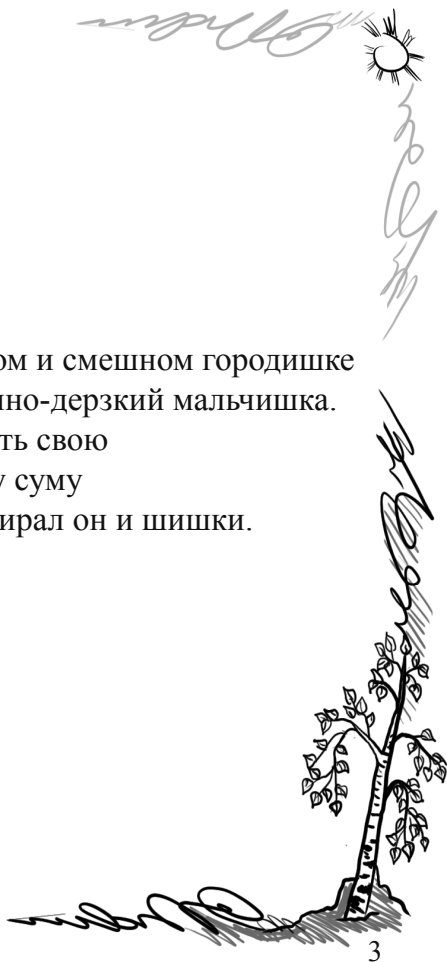 ом и смешном городишке
но-дерзкий мальчишка.
ть свою
суму
ирал он и шишки.
3